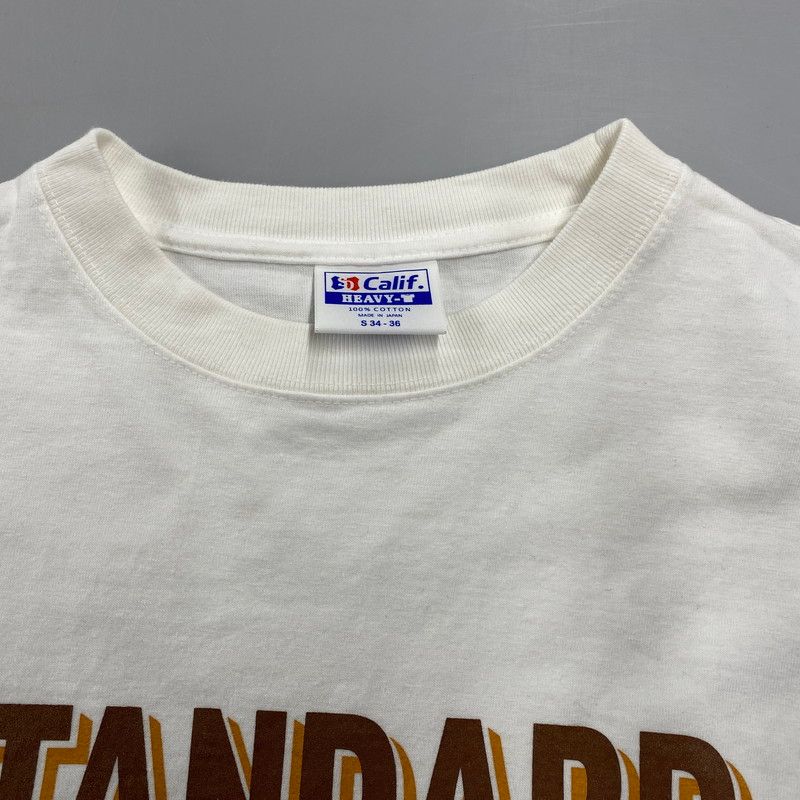 SD Calif.
HEAVY-T
100% COTTON
MADE IN JAPAN
S 34 - 36
STANDARD